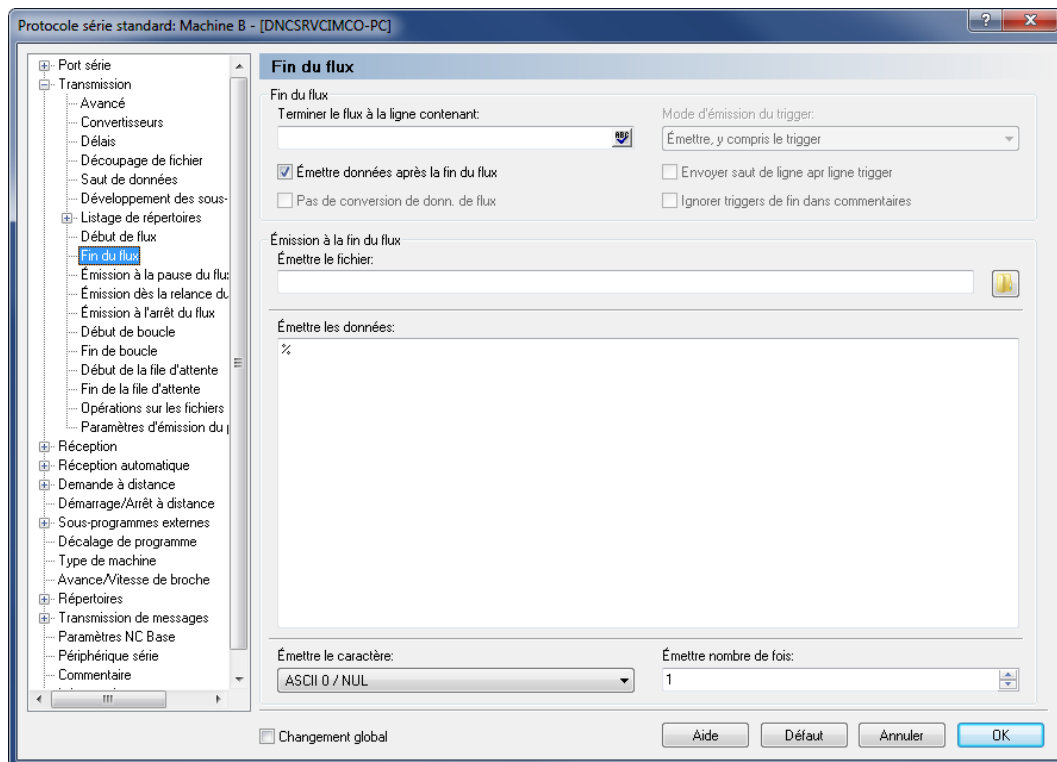 Protocole série standard: Machine B - [DNCSRVCIMCO-PC]
Port série
Transmission
Avancé
Convertisseurs
Délais
Découpage de fichier
Saut de données
Développement des sous-
Listage de répertoires
Début de flux
Fin du flux
Émission à la pause du flu
Émission dès la relance du
Émission à l'arrêt du flux
Début de boucle
Fin de boucle
Début de la file d'attente
Fin de la file d'attente
Opérations sur les fichiers
Paramètres d'émission du
Réception
Réception automatique
Demande à distance
Démarrage/Arrêt à distance
Sous-programmes externes
Décalage de programme
Type de machine
Avance/Vitesse de broche
Répertoires
Transmission de messages
Paramètres NC Base
Périphérique série
Commentaire
Fin du flux
Fin du flux
Terminer le flux à la ligne contenant:
Mode d'émission du trigger:
ABC
Émettre, y compris le trigger
Émettre données après la fin du flux
Envoyer saut de ligne apr ligne trigger
Pas de conversion de donn. de flux
Ignorer triggers de fin dans commentaires
Émission à la fin du flux
Émettre le fichier:
Émettre les données:
%
Émettre le caractère:
Émettre nombre de fois:
ASCII 0 / NUL
1
Changement global
Aide
Défaut
Annuler
OK